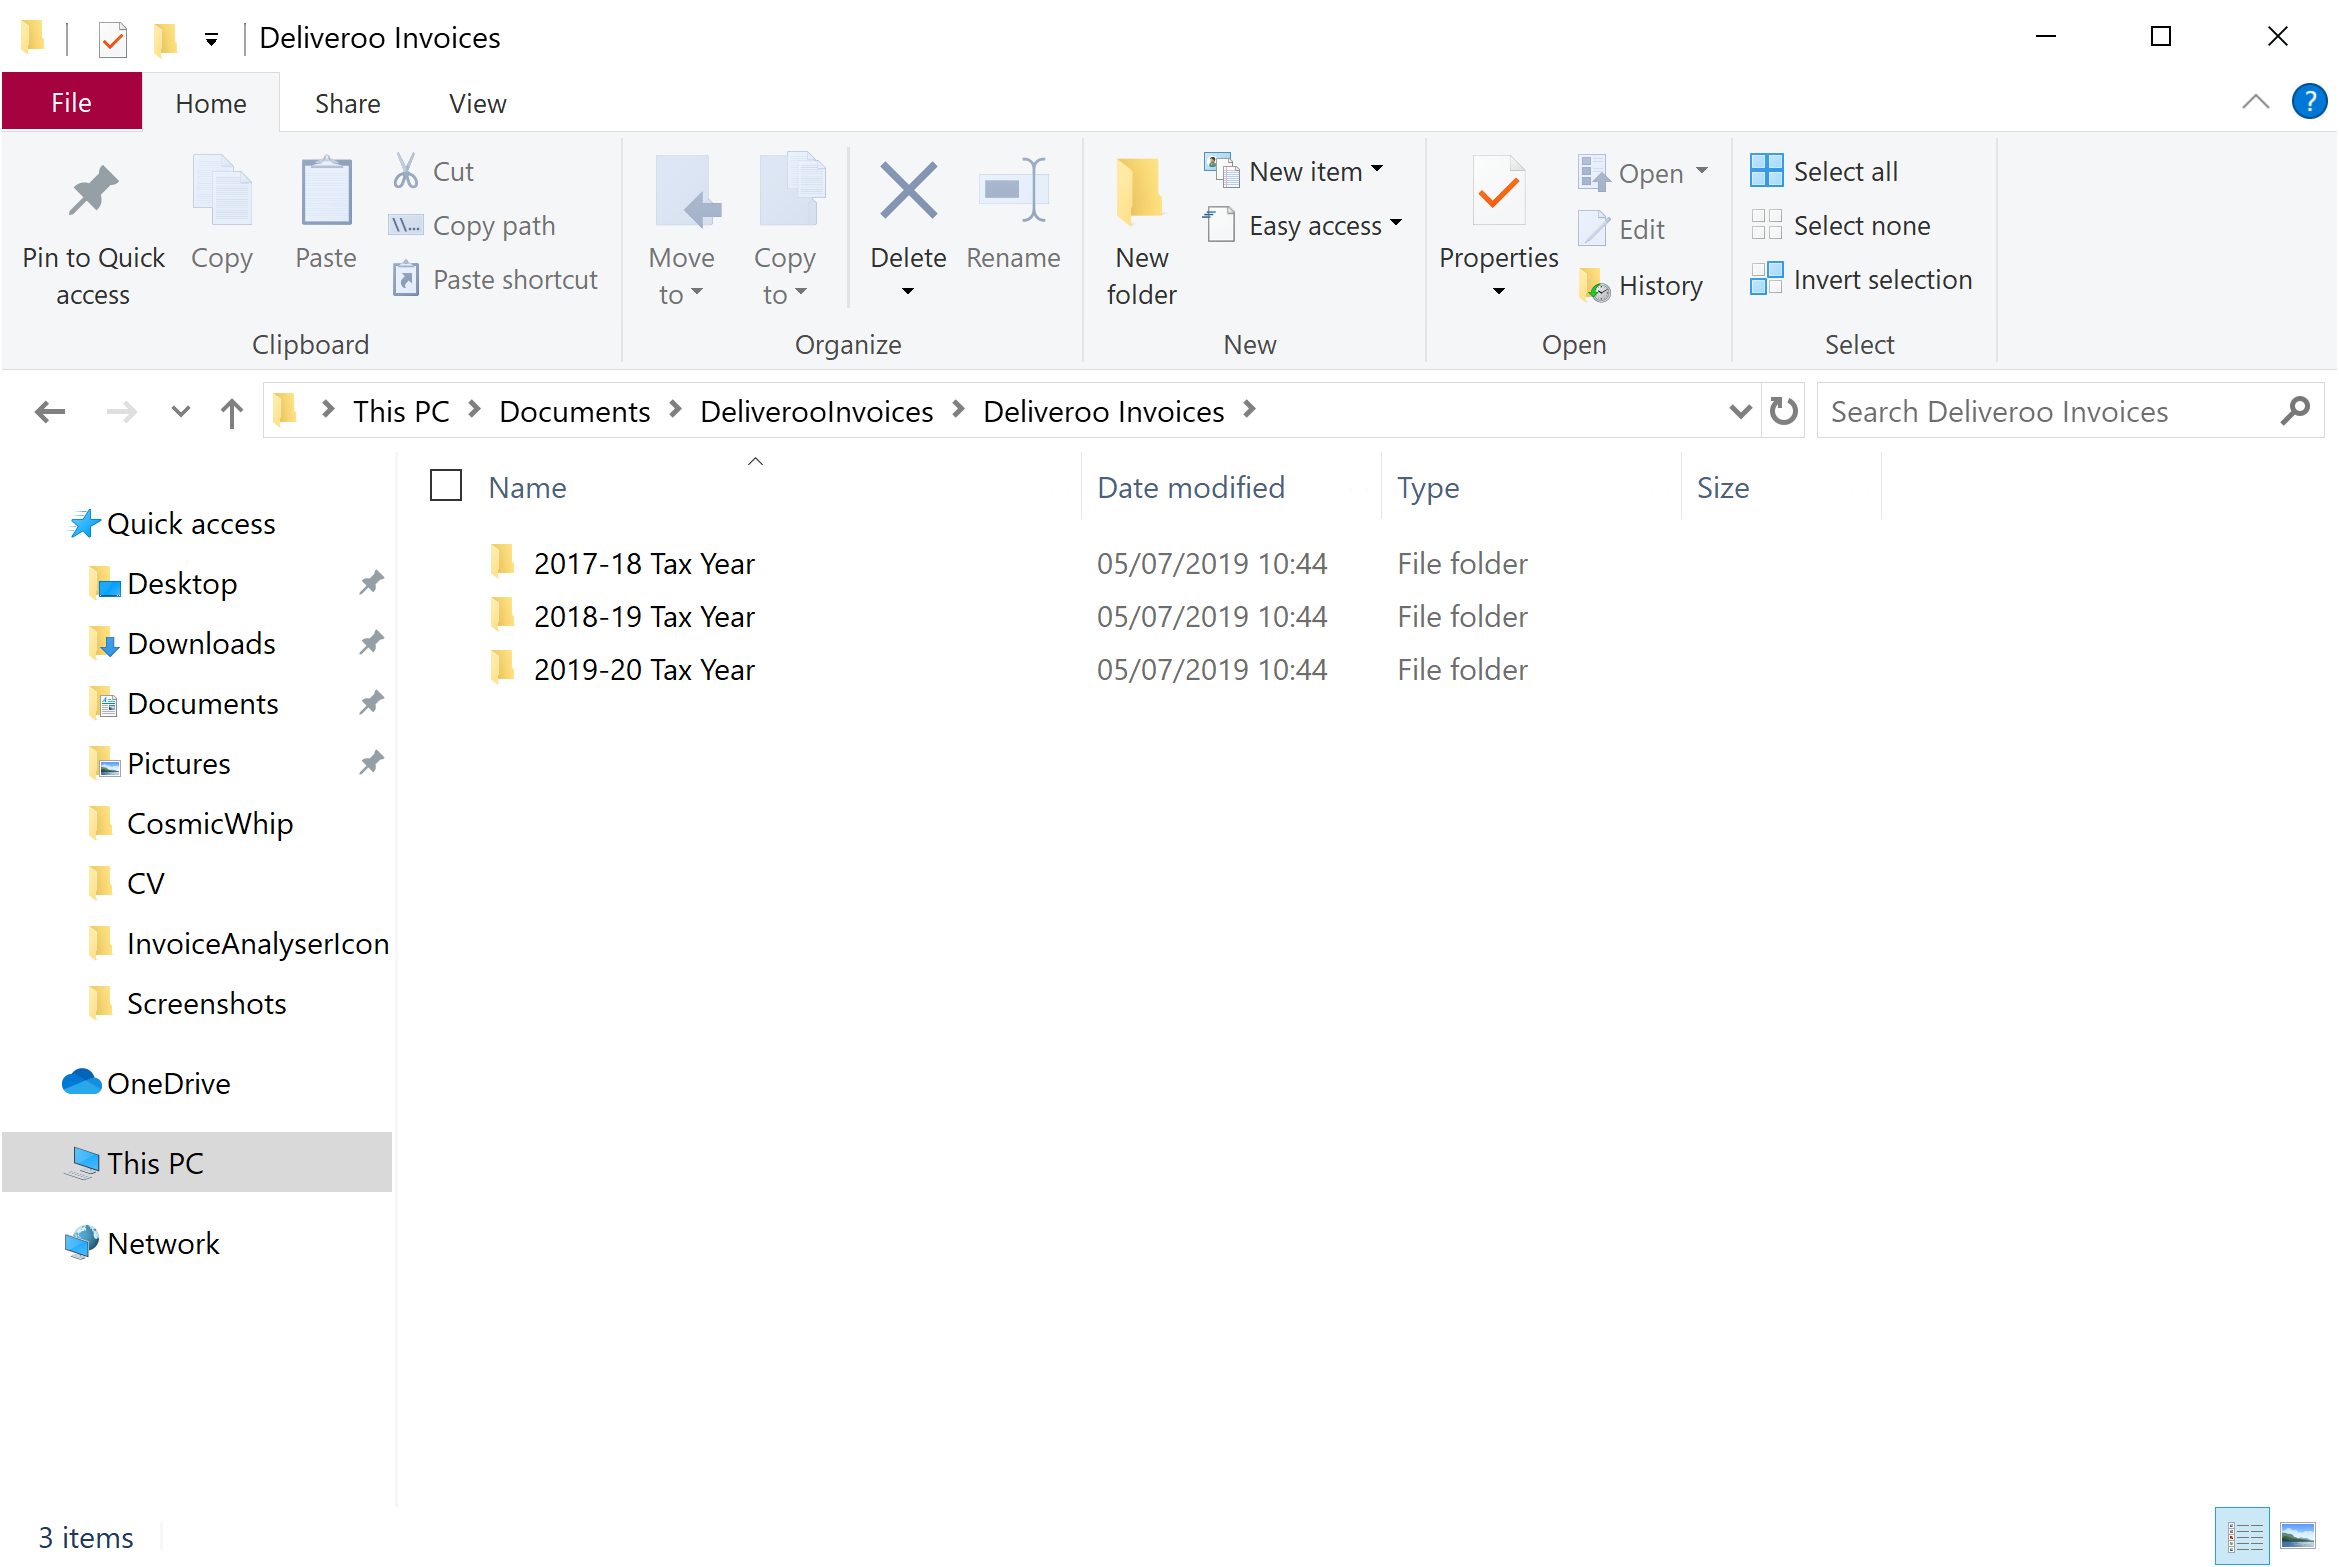 Deliveroo Invoices
File Home Share View
?
Pin to Quick access
Copy
Paste
Cut
\\...
Copy path
Paste shortcut
Clipboard
Move to
Copy to
Delete
Rename
Organize
New folder
New item
Easy access
New
Properties
Open
Edit
History
Open
Select all
Select none
Invert selection
Select
This PC Documents DeliverooInvoices Deliveroo Invoices
Search Deliveroo Invoices
Quick access
Desktop
Downloads
Documents
Pictures
CosmicWhip
CV
InvoiceAnalyserIcon
Screenshots
OneDrive
This PC
Network
Name Date modified Type Size
2017-18 Tax Year 05/07/2019 10:44 File folder
2018-19 Tax Year 05/07/2019 10:44 File folder
2019-20 Tax Year 05/07/2019 10:44 File folder
3 items